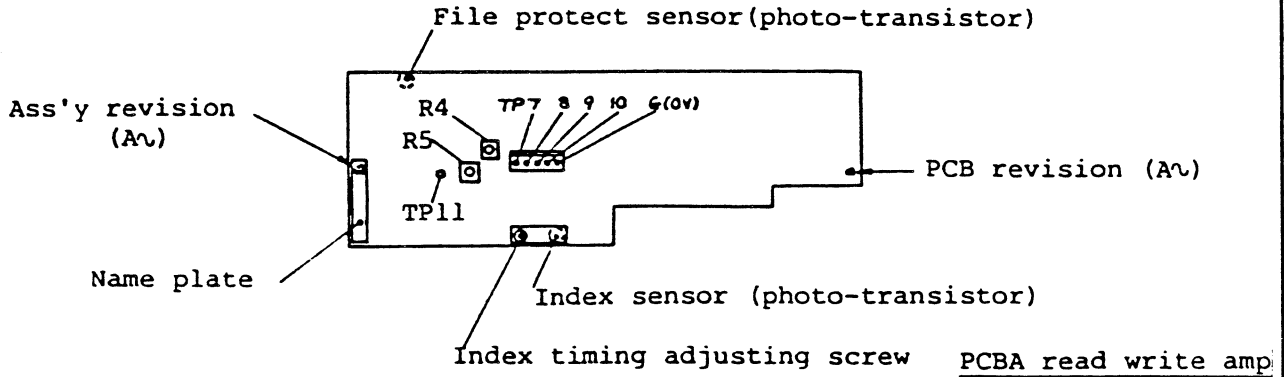 File protect sensor(photo-transistor)
Ass'y revision
(A∿)
R4
TP7 8 9 10 G(0V)
R5
PCB revision (A∿)
TP11
Name plate
Index sensor (photo-transistor)
Index timing adjusting screw
PCBA read write amp